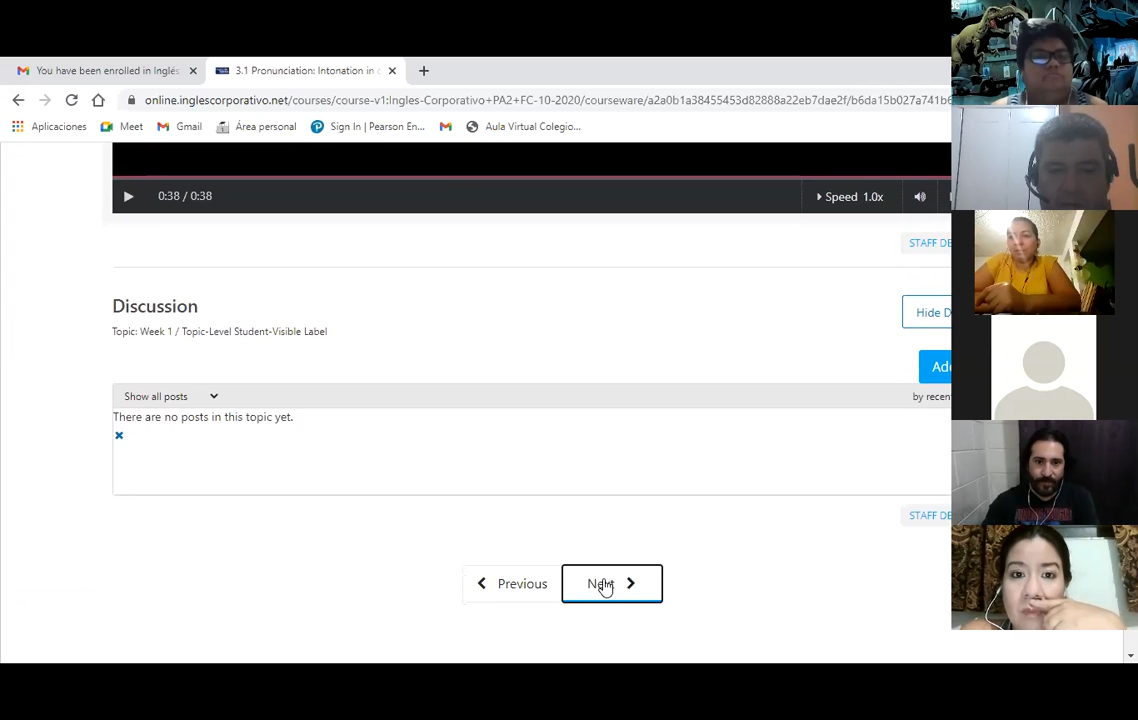 You have been enrolled in Inglés
3.1 Pronunciation: Intonation in c
online.inglescorporativo.net/courses/course-v1:Ingles-Corporativo+PA2+FC-10-2020/courseware/a2a0b1a38455453d82888a22eb7dae2f/b6da15b027a741b6
Aplicaciones
Meet
Gmail
Área personal
Sign In | Pearson En...
Aula Virtual Colegio...
0:38 / 0:38
Speed 1.0x
STAFF DE
Discussion
Hide D
Topic: Week 1 / Topic-Level Student-Visible Label
Add
Show all posts
by recen
There are no posts in this topic yet.
STAFF DE
Previous